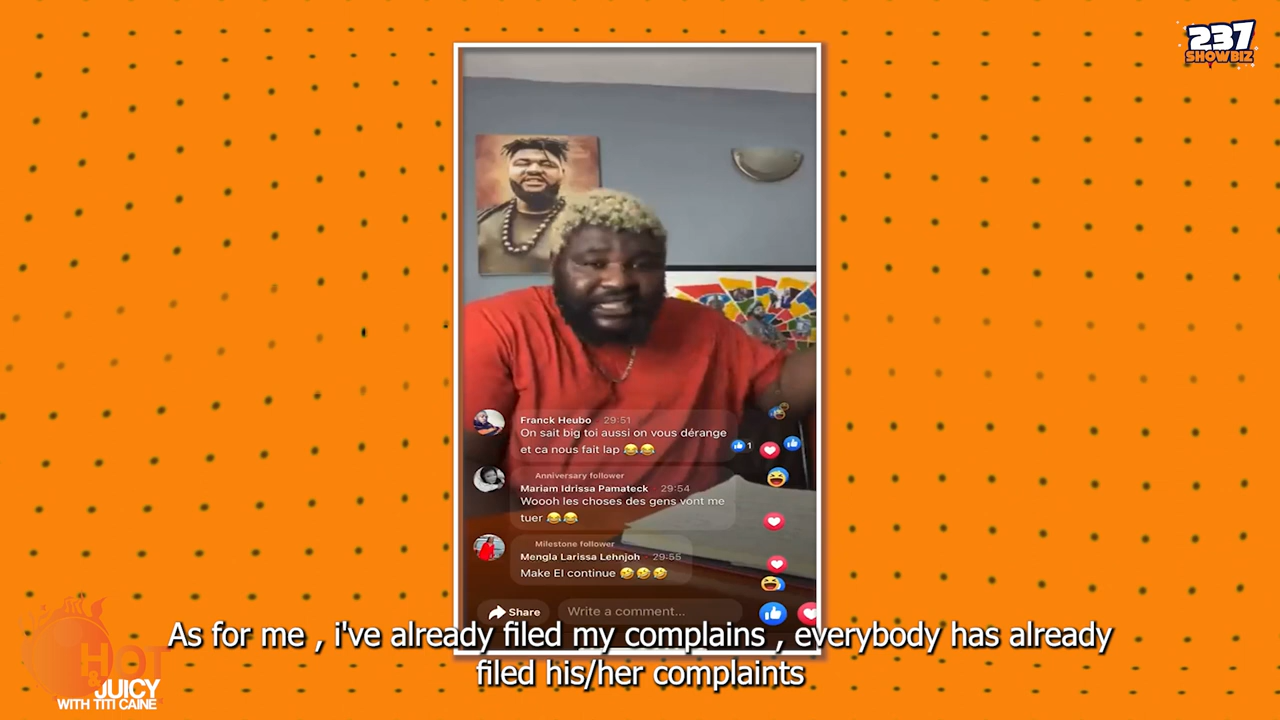 237
SHOWBIZ
Franck Heubo 29:51
On sait big toi aussi on vous dérange
et ca nous fait lap 😂😂
1
Anniversary follower
Mariam Idrissa Pamateck 29:54
Woooh les choses des gens vont me
tuer 😂😂
Milestone follower
Mengla Larissa Lehnjoh 29:55
Make El continue 🤣🤣🤣
Share
Write a comment...
As for me , i've already filed my complains , everybody has already
filed his/her complaints
HOT
& JUICY
WITH TITI CAINE